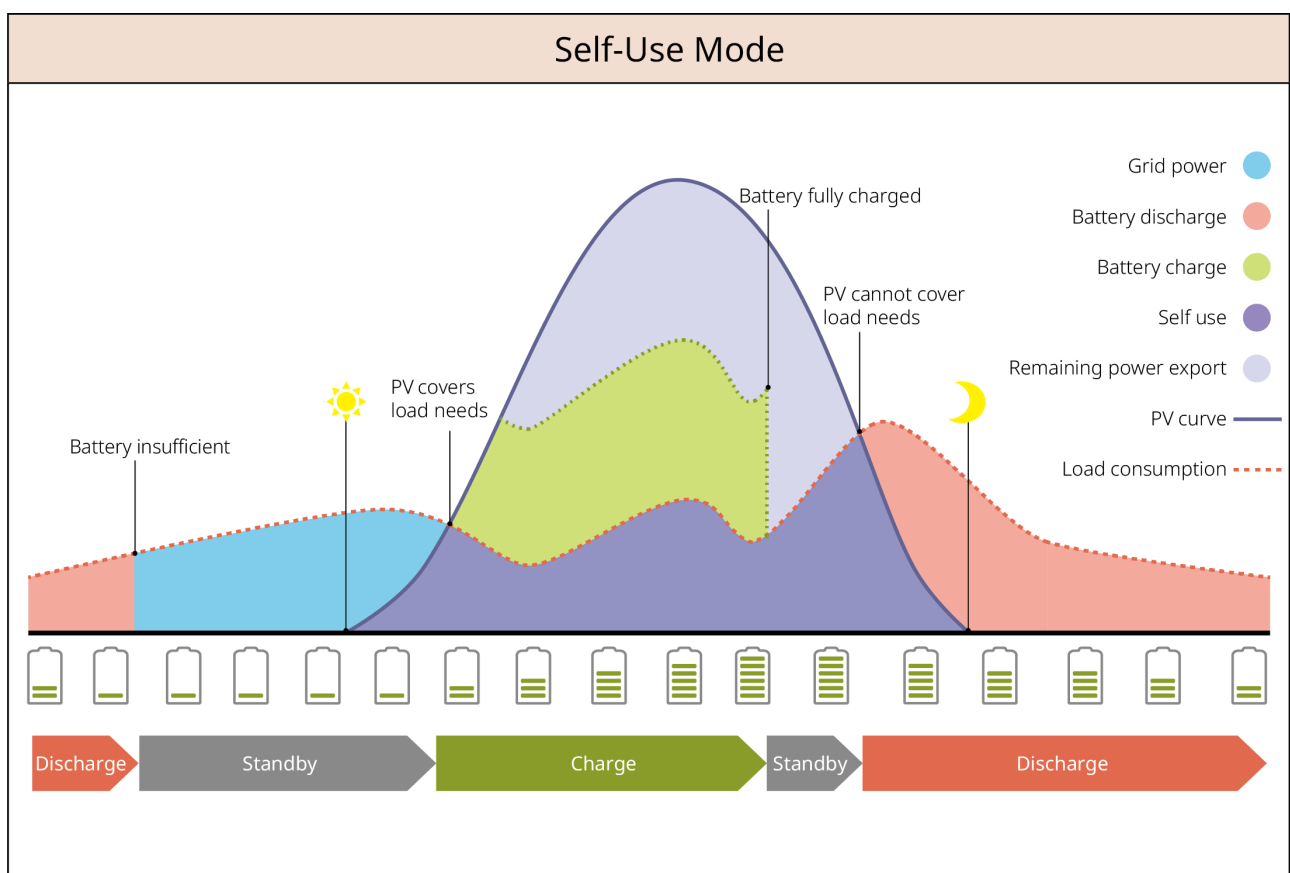 Self-Use Mode
Grid power
Battery fully charged
Battery discharge
Battery charge
PV cannot cover
load needs
Self use
Remaining power export
PV covers
load needs
PV curve
Battery insufficient
Load consumption
Discharge
Standby
Charge
Standby
Discharge